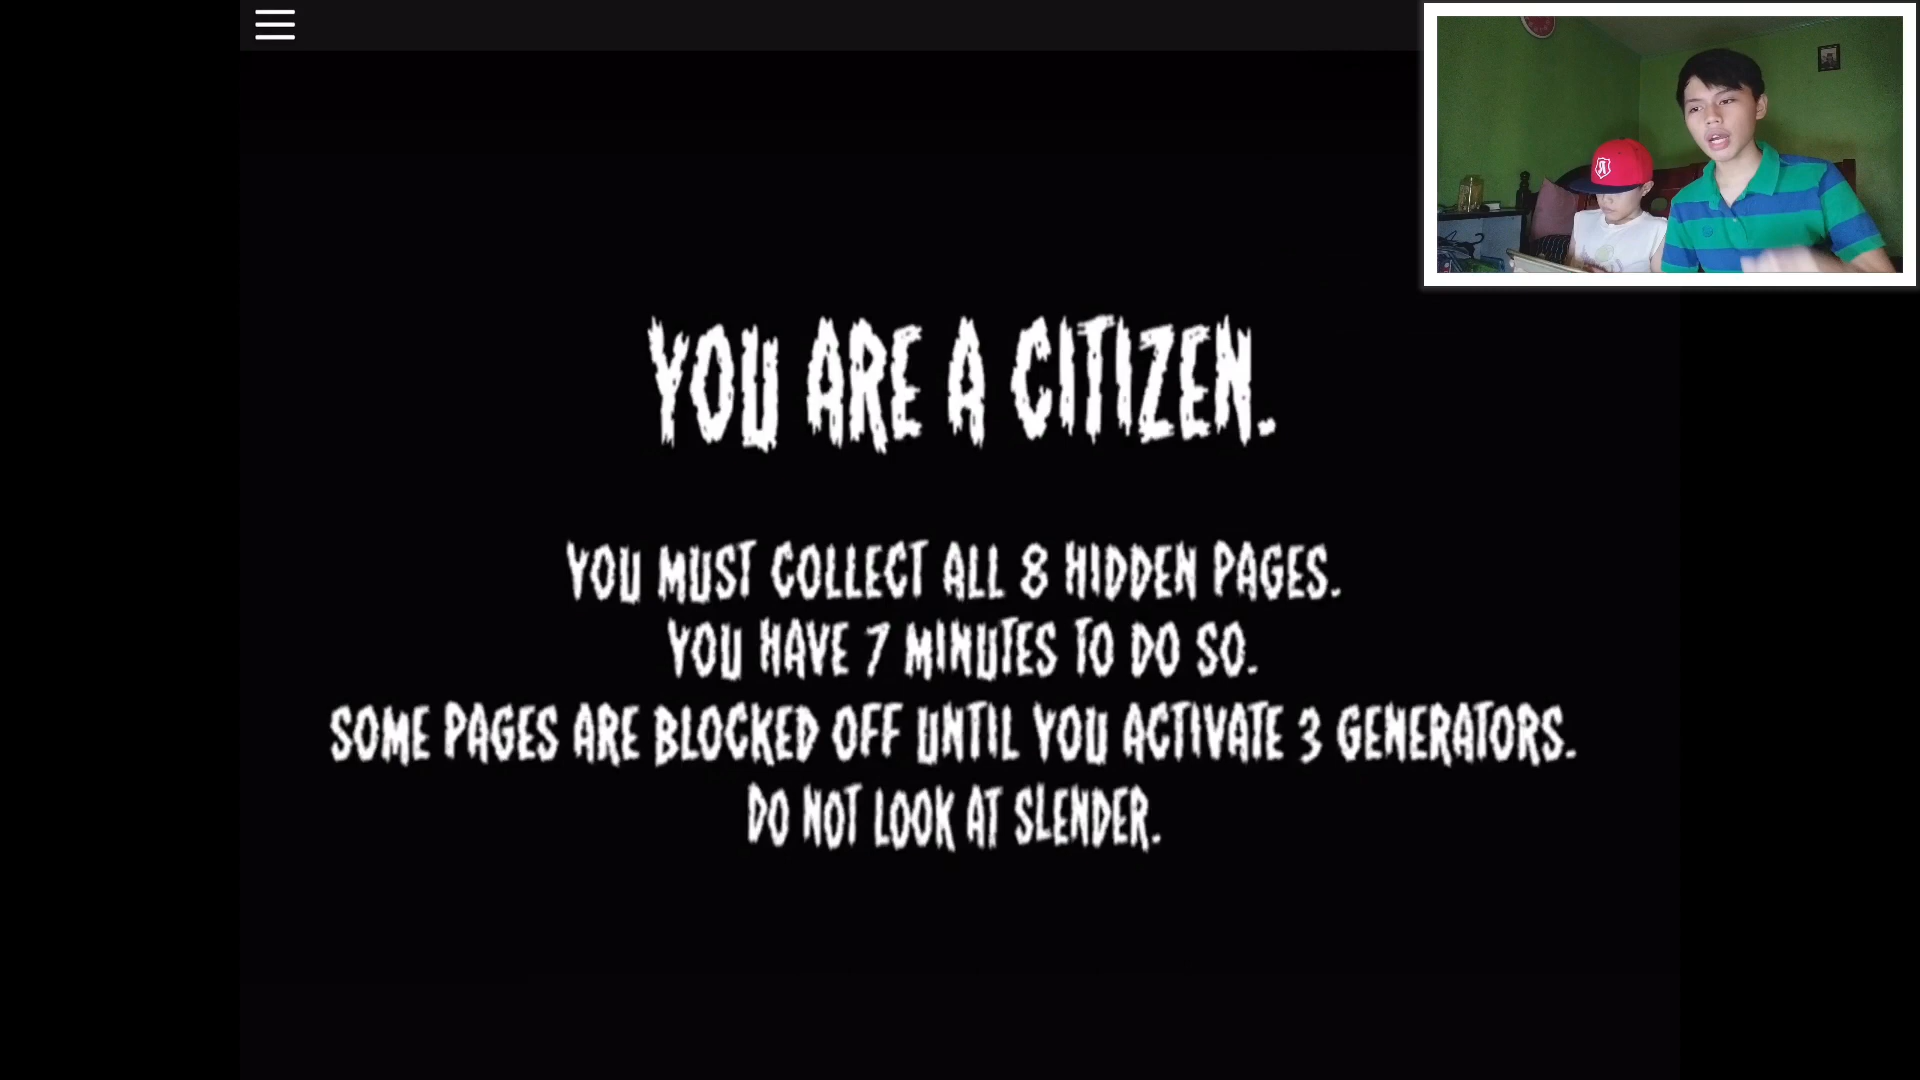 YOU ARE A CITIZEN.
YOU MUST COLLECT ALL 8 HIDDEN PAGES.
YOU HAVE 7 MINUTES TO DO SO.
SOME PAGES ARE BLOCKED OFF UNTIL YOU ACTIVATE 3 GENERATORS.
DO NOT LOOK AT SLENDER.